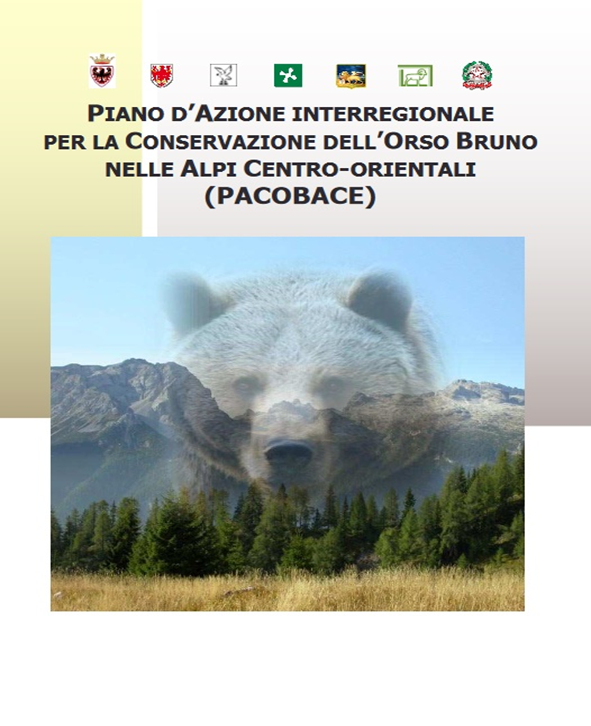 PIANO D'AZIONE INTERREGIONALE
PER LA CONSERVAZIONE DELL'ORSO BRUNO
NELLE ALPI CENTRO-ORIENTALI
(PACOBACE)